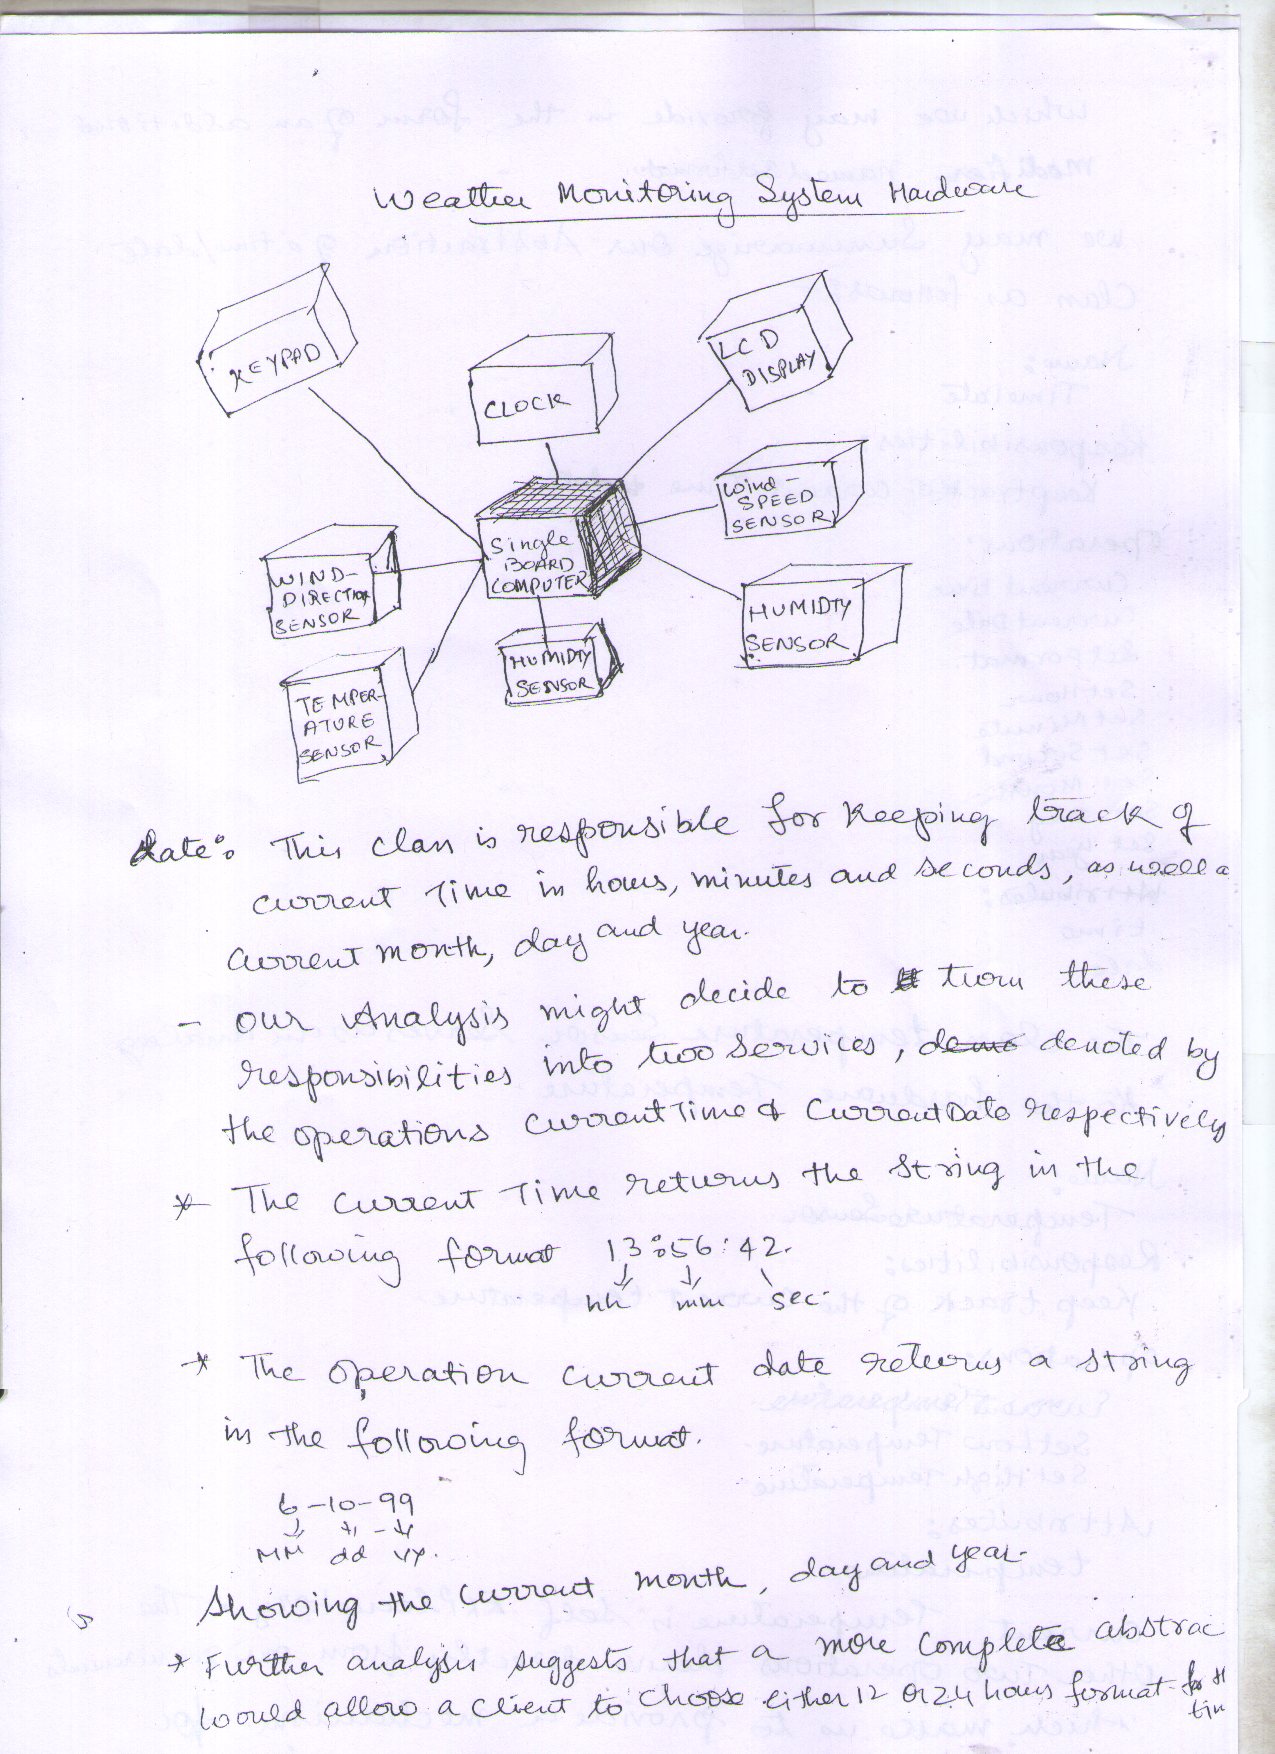 Weather Monitoring System Hardware
KEYPAD
CLOCK
LCD
DISPLAY
Wind-
SPEED
SENSOR
Single
BOARD
COMPUTER
WIND-
DIRECTION
SENSOR
HUMIDTY
SENSOR
HUMIDTY
SENSOR
TEMPER-
ATURE
SENSOR
date: This class is responsible for keeping track of
current Time in hours, minutes and seconds, as well a
current month, day and year.
- Our Analysis might decide to turn these
responsibilities into two services, denoted by
the operations CurrentTime & CurrentDate respectively
* The current Time returns the string in the
following format 13:56:42.
hh mm sec.
* The operation current date returns a string
in the following format.
6-10-99
MM dd yy.
Showing the current month, day and year.
* Further analysis suggests that a more complete abstrac
would allow a client to choose either 12 or 24 hours format for